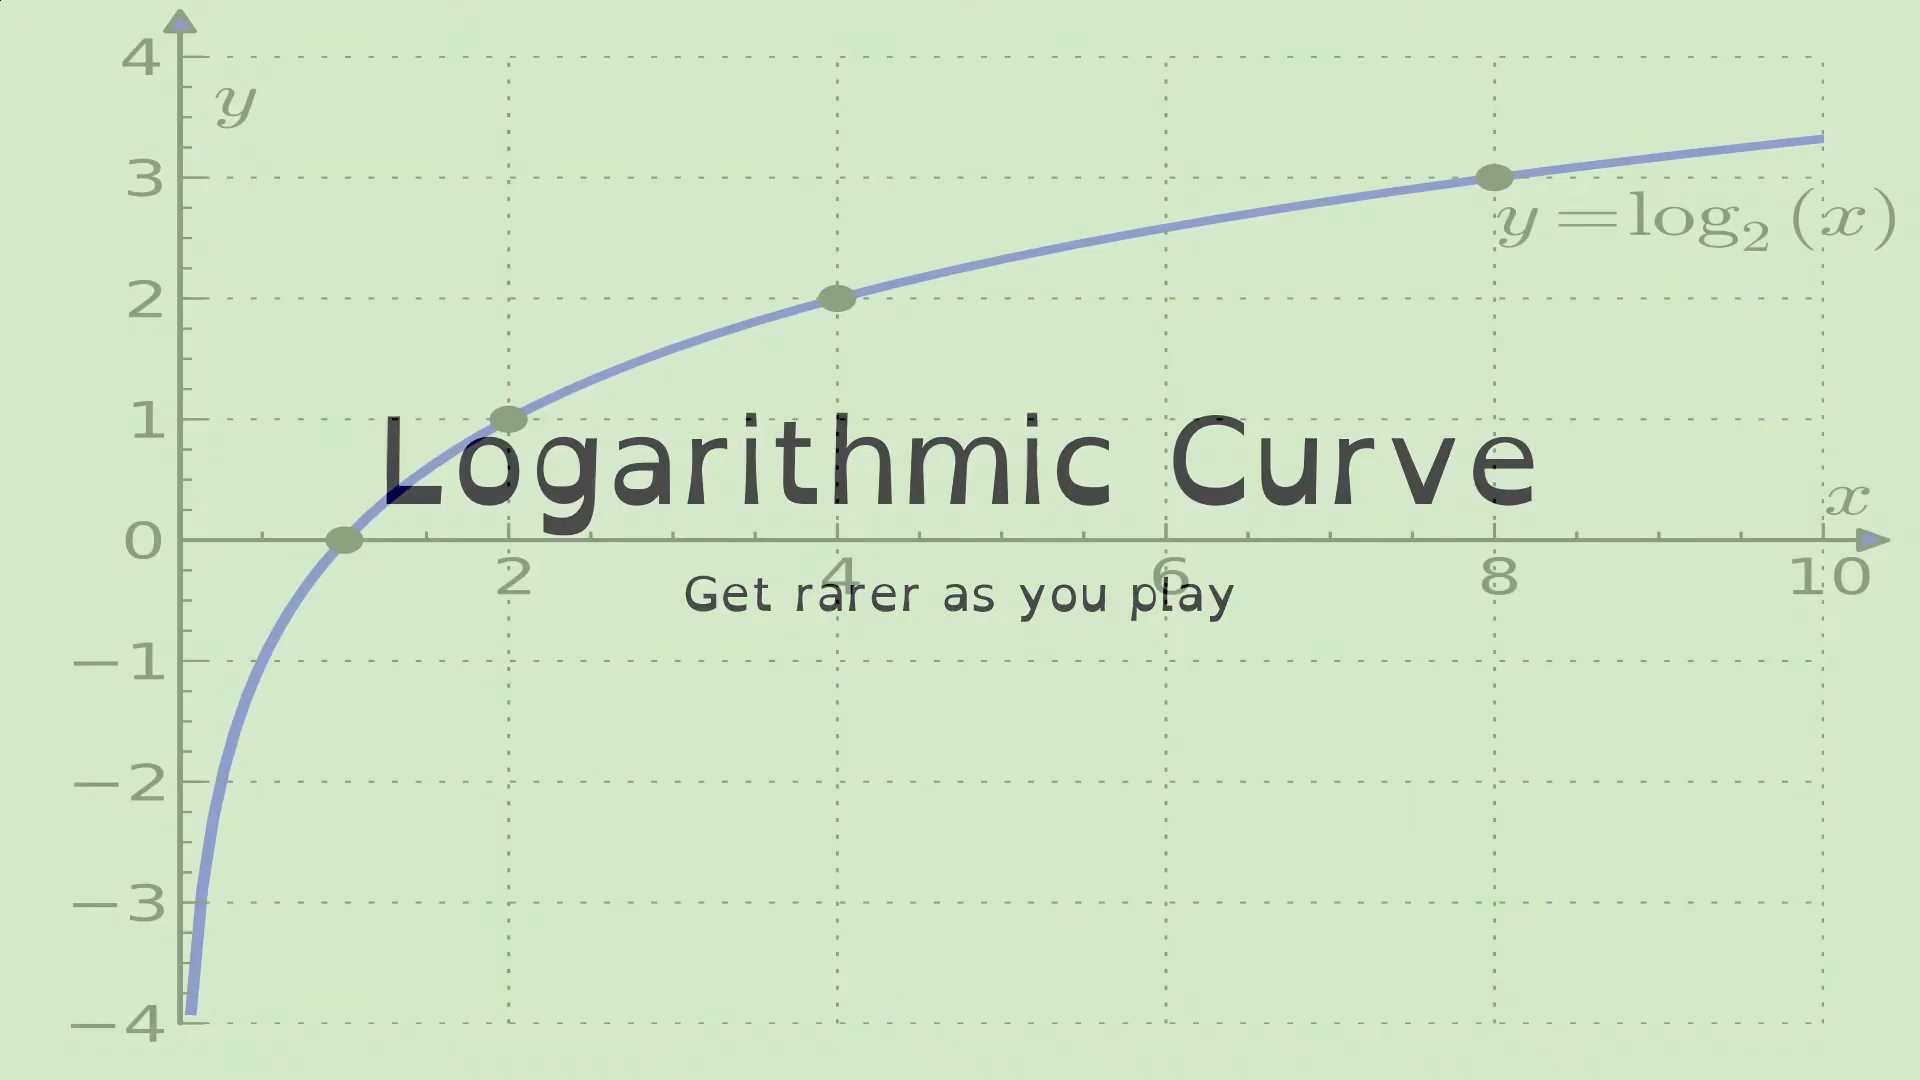 4
y
3
y=log₂(x)
2
1
Logarithmic Curve
x
0
2 4 6 8 10
Get rarer as you play
−1
−2
−3
−4